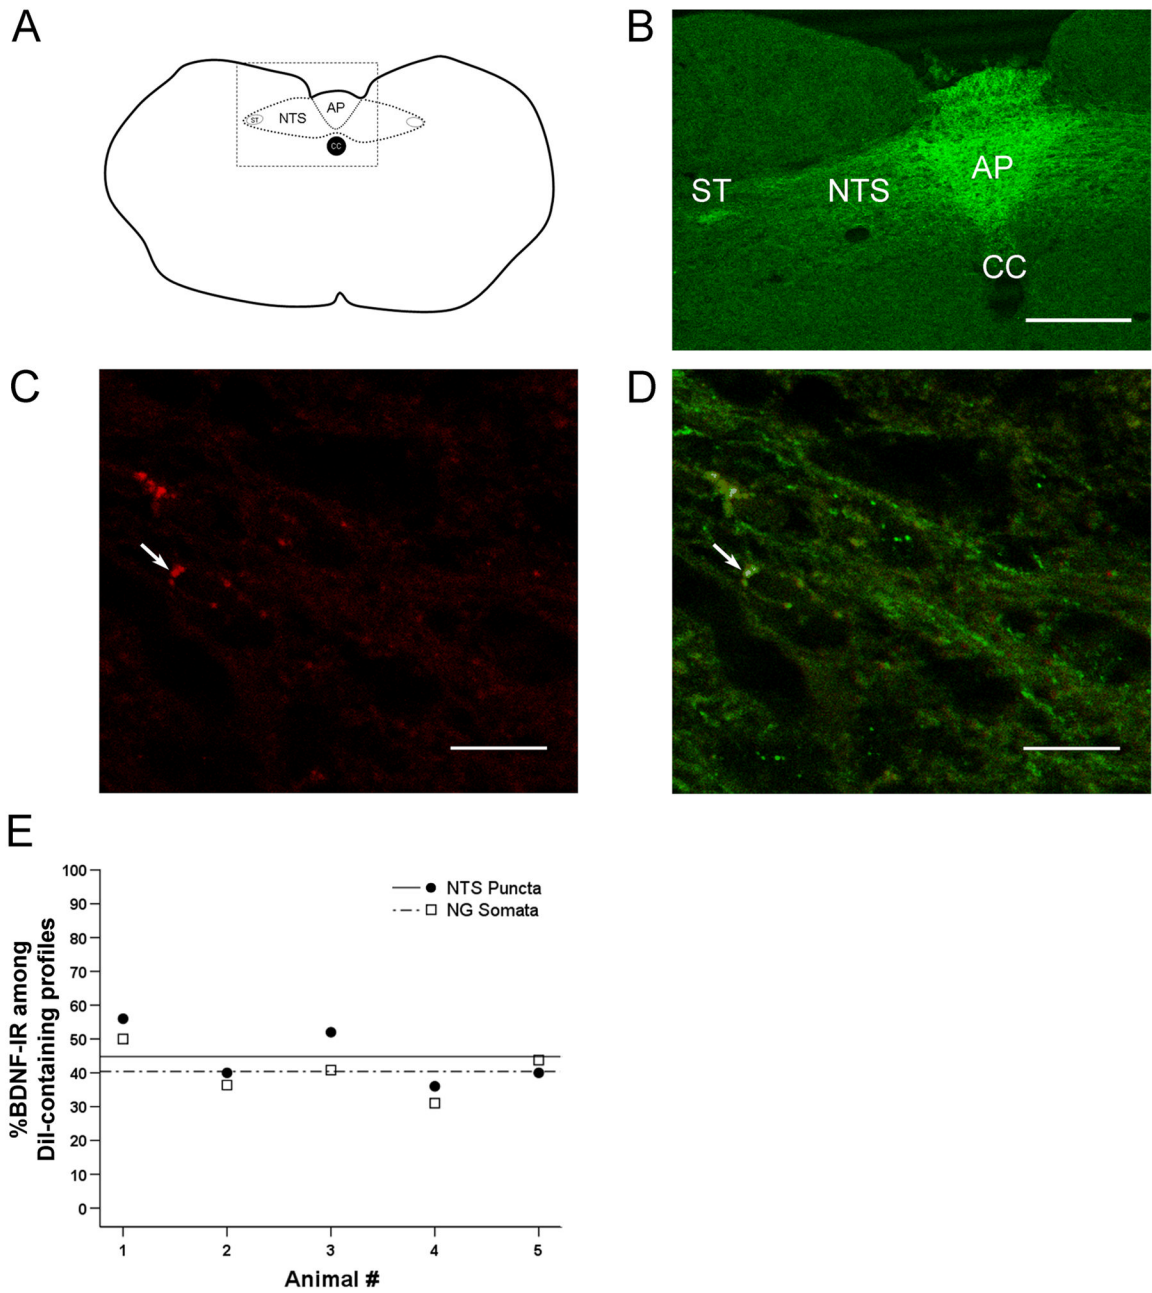 A
AP
NTS
ST
CC
B
AP
ST
NTS
CC
C
D
E
100
90
80
70
60
50
40
30
20
10
0
%BDNF-IR among
DiI-containing profiles
NTS Puncta
NG Somata
1
2
3
4
5
Animal #